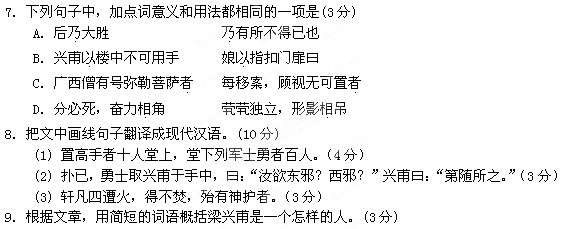 7. 下列句子中，加点词意义和用法都相同的一项是(3分)
A. 后乃大胜 乃有所不得已也
B. 兴甫以楼中不可用手 娘以指扣门扉曰
C. 广西僧有号弥勒菩萨者 每移案，顾视无可置者
D. 分必死，奋力相角 茕茕独立，形影相吊
8. 把文中画线句子翻译成现代汉语。(10分)
(1) 置高手者十人堂上，堂下列军士勇者百人。(4分)
(2) 扑已，勇士取兴甫于手中，曰：“汝欲东邪？西邪？”兴甫曰：“第随所之。”(3分)
(3) 轩凡四遭火，得不焚，殆有神护者。(3分)
9. 根据文章，用简短的词语概括梁兴甫是一个怎样的人。(3分)